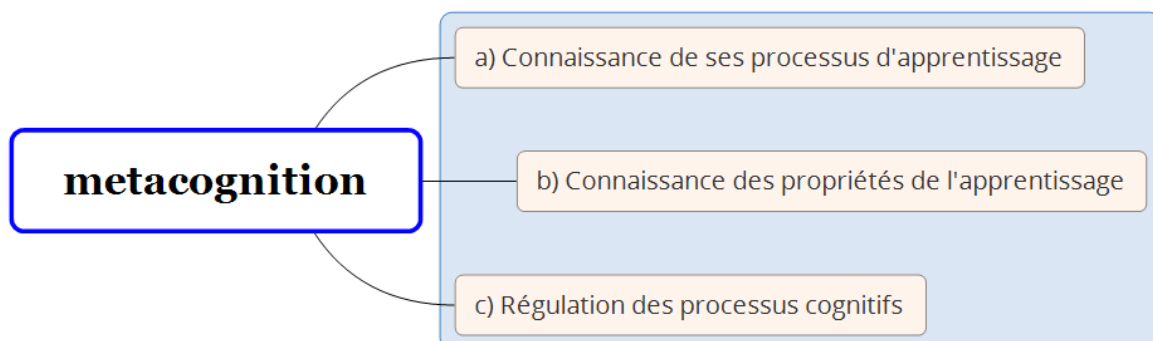 a) Connaissance de ses processus d'apprentissage
metacognition
b) Connaissance des propriétés de l'apprentissage
c) Régulation des processus cognitifs